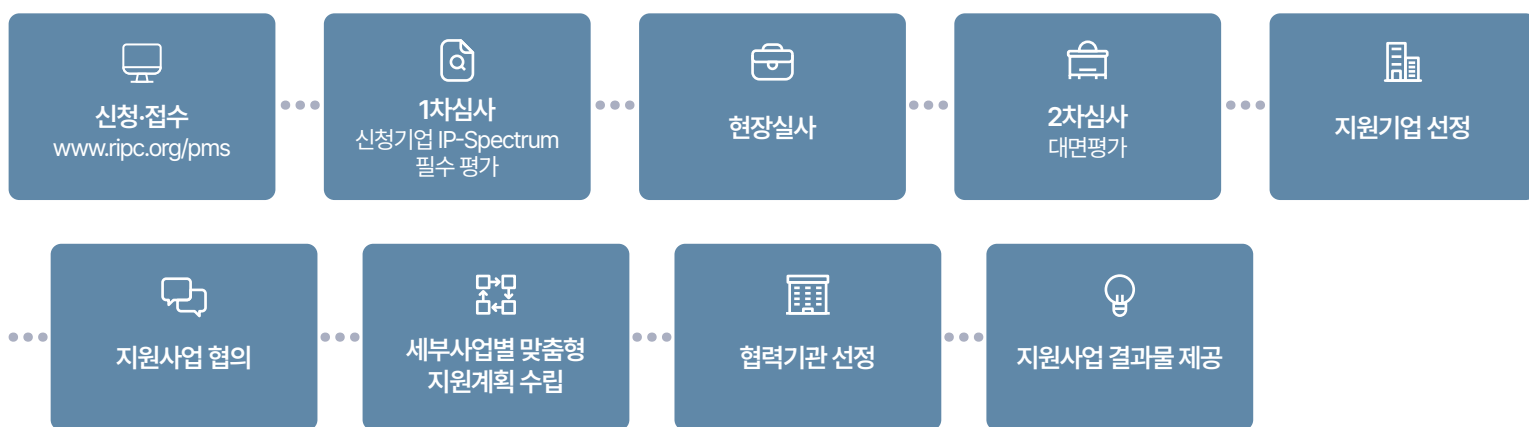 신청·접수
www.ripc.org/pms
1차심사
신청기업 IP-Spectrum
필수 평가
현장실사
2차심사
대면평가
지원기업 선정
지원사업 협의
세부사업별 맞춤형
지원계획 수립
협력기관 선정
지원사업 결과물 제공